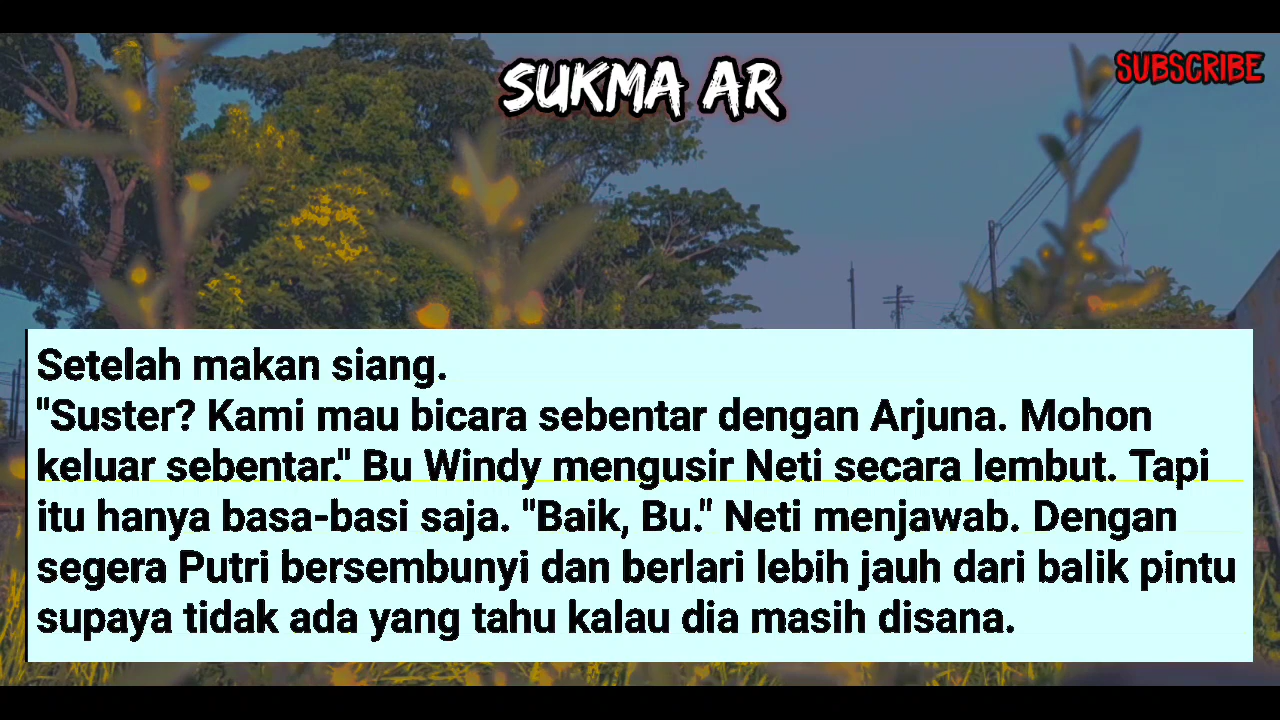 SUKMA AR
SUBSCRIBE
Setelah makan siang.
"Suster? Kami mau bicara sebentar dengan Arjuna. Mohon
keluar sebentar." Bu Windy mengusir Neti secara lembut. Tapi
itu hanya basa-basi saja. "Baik, Bu." Neti menjawab. Dengan
segera Putri bersembunyi dan berlari lebih jauh dari balik pintu
supaya tidak ada yang tahu kalau dia masih disana.